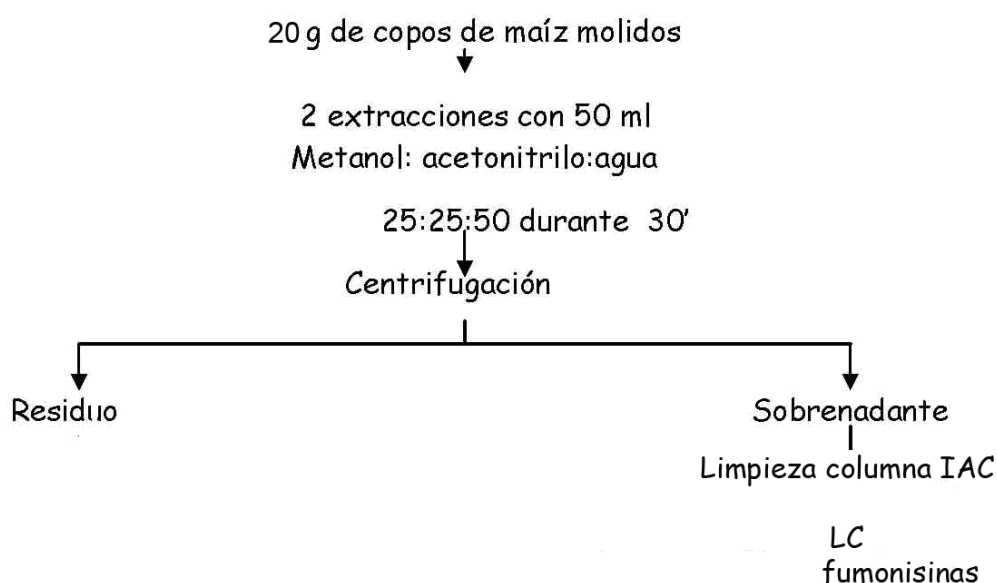 20 g de copos de maíz molidos
2 extracciones con 50 ml
Metanol: acetonitrilo:agua
25:25:50 durante 30'
Centrifugación
Residuo
Sobrenadante
Limpieza columna IAC
LC
fumonisinas